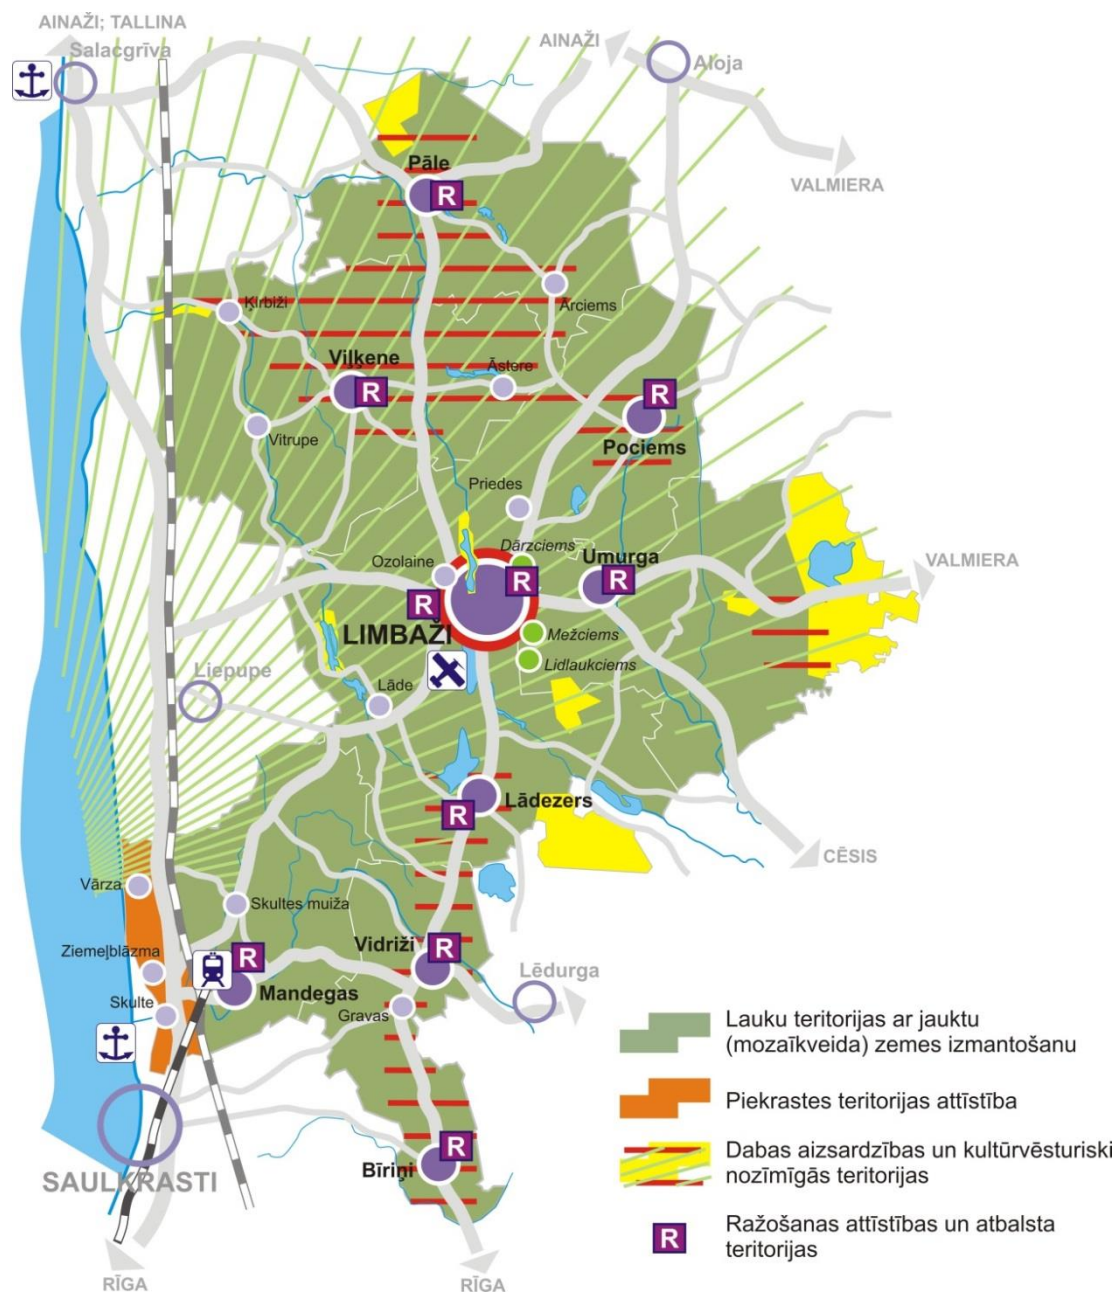 AINAŽI; TALLINA
Salacgrīva
AINAŽI
Aloja
VALMIERA
Pāle
R
Ķirbiži
Ārciems
Viļķene
R
Āstere
R
Pociems
Vitrupe
Priedes
Dārzciems
Ozolaine
R
R
Umurga
R
VALMIERA
LIMBAŽI
Mežciems
Lidlaukciems
Liepupe
Lāde
Lādezers
R
CĒSIS
Vārza
Skultes muiža
Ziemeļblāzma
R
Vidriži
R
Mandegas
Lēdurga
Skulte
Gravas
SAULKRASTI
Bīriņi
R
RĪGA
RĪGA
Lauku teritorijas ar jauktu
(mozaīkveida) zemes izmantošanu
Piekrastes teritorijas attīstība
Dabas aizsardzības un kultūrvēsturiski
nozīmīgās teritorijas
R
Ražošanas attīstības un atbalsta
teritorijas